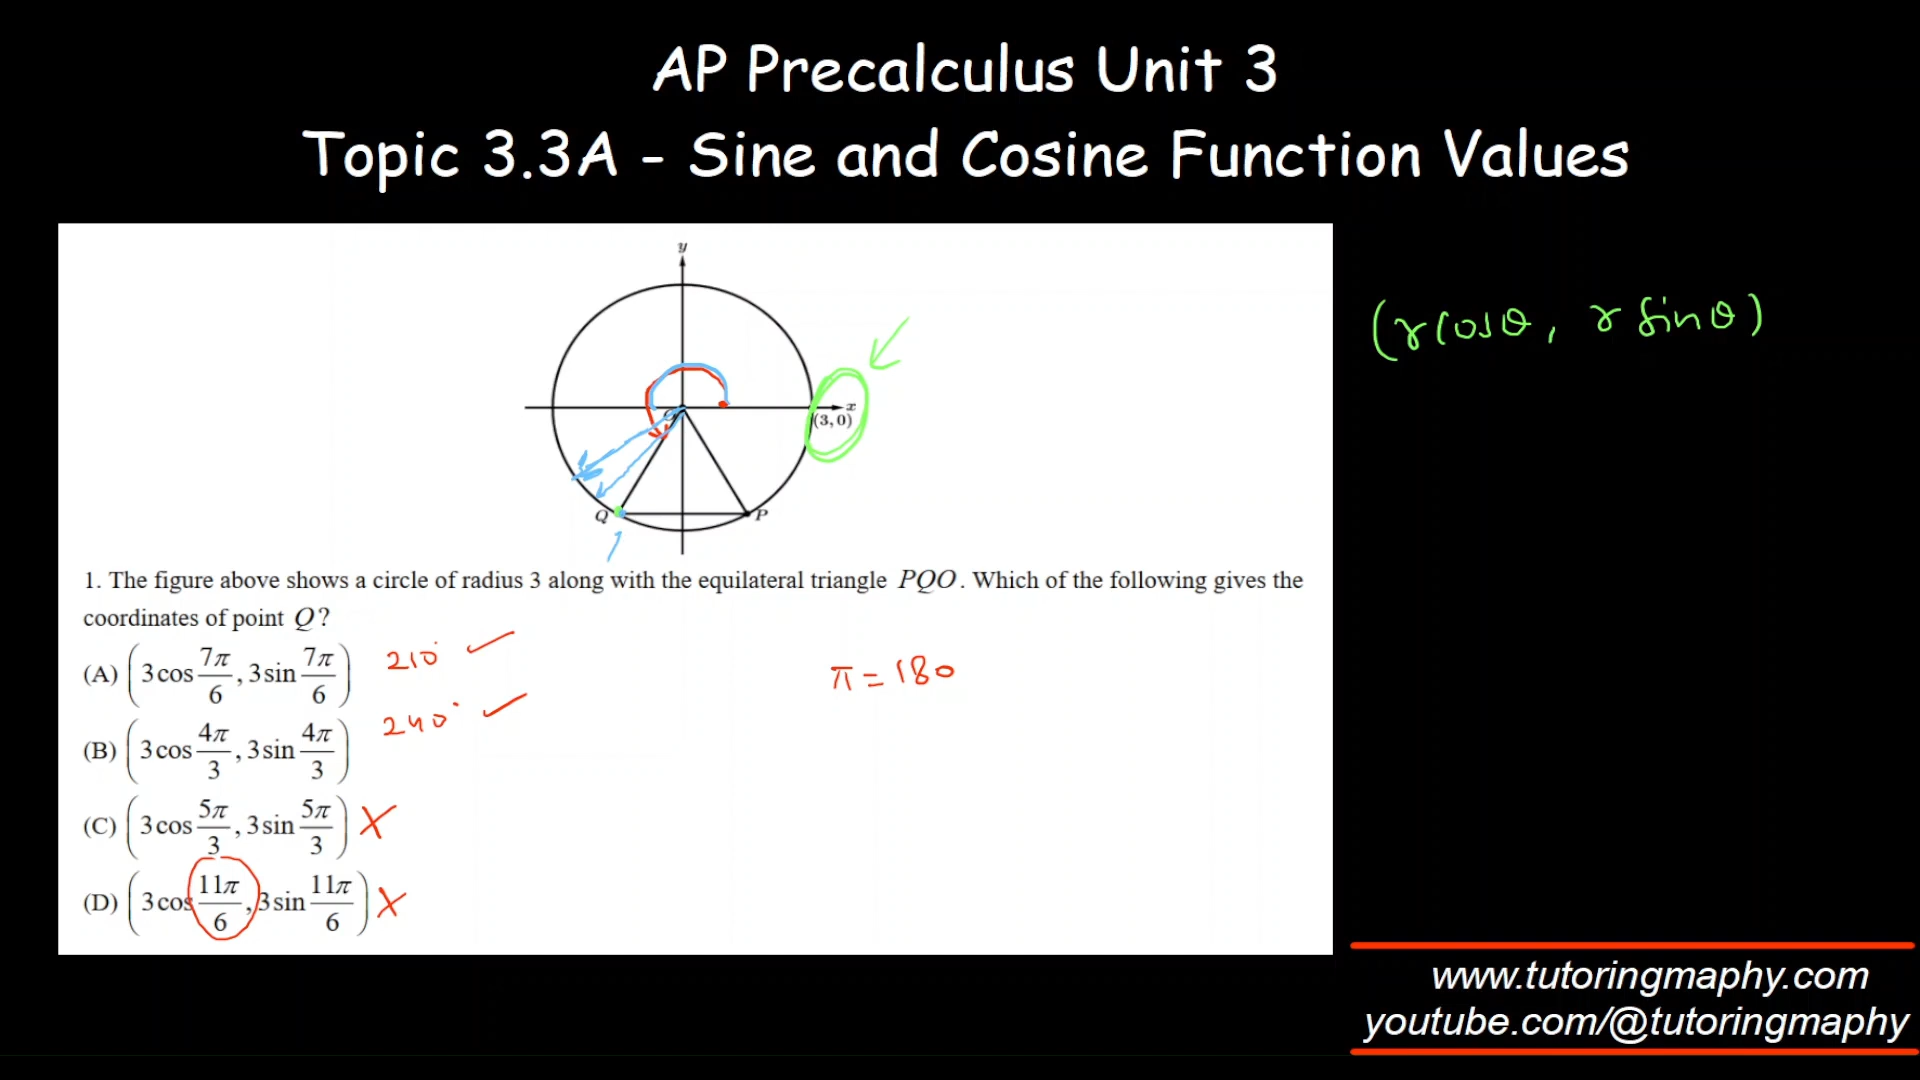 AP Precalculus Unit 3
Topic 3.3A - Sine and Cosine Function Values
y
x
(3, 0)
O
Q
P
(r cosθ, r sinθ)
1. The figure above shows a circle of radius 3 along with the equilateral triangle PQO. Which of the following gives the
coordinates of point Q?
(A) (3cos 7π/6, 3sin 7π/6) 210°
π = 180
(B) (3cos 4π/3, 3sin 4π/3) 240°
(C) (3cos 5π/3, 3sin 5π/3) X
(D) (3cos 11π/6, 3sin 11π/6) X
www.tutoringmaphy.com
youtube.com/@tutoringmaphy